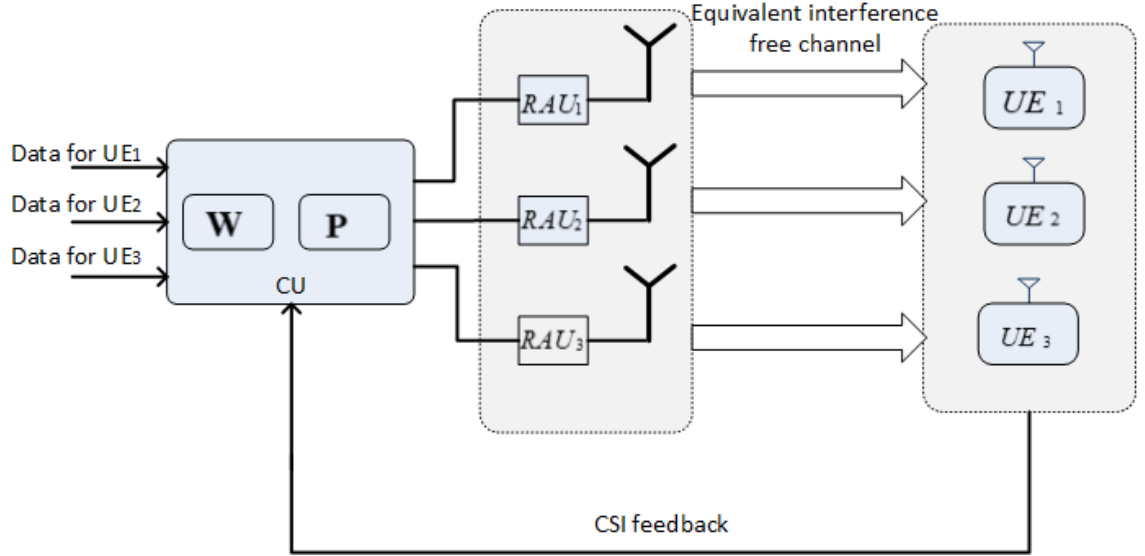 Equivalent interference
free channel
RAU1
UE 1
Data for UE1
Data for UE2
Data for UE3
W
P
CU
RAU2
UE 2
RAU3
UE 3
CSI feedback